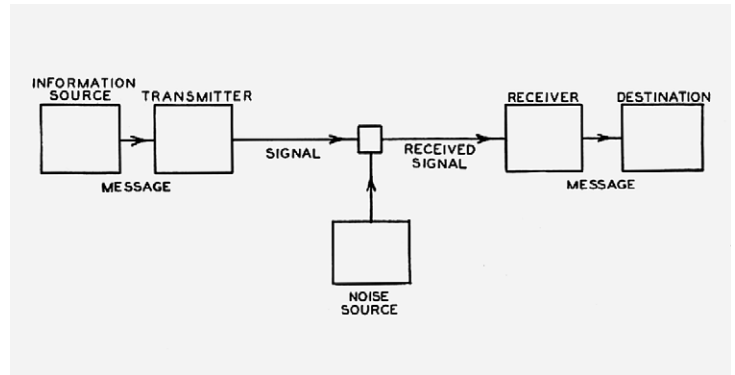 INFORMATION
SOURCE
TRANSMITTER
RECEIVER
DESTINATION
SIGNAL
RECEIVED
SIGNAL
MESSAGE
MESSAGE
NOISE
SOURCE